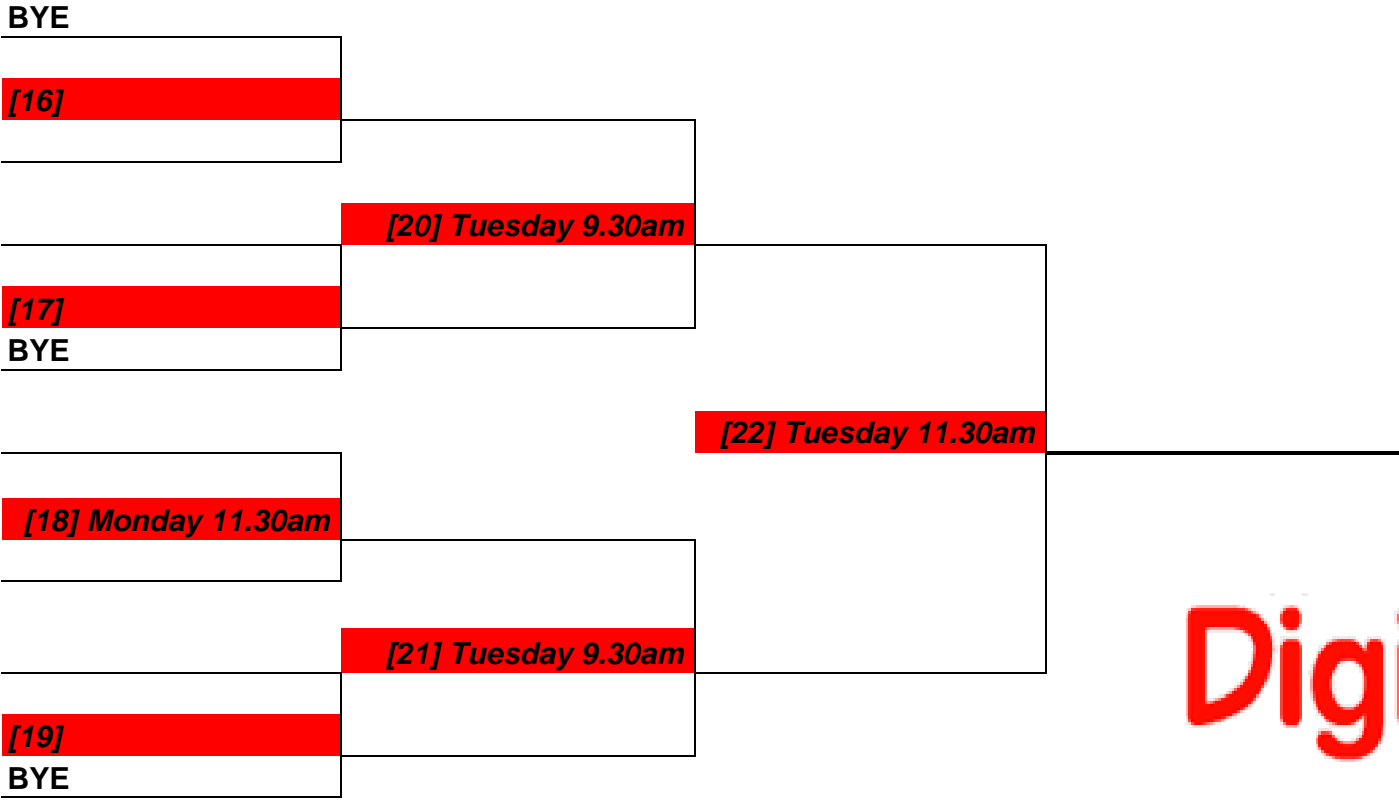 BYE
[16]
[20] Tuesday 9.30am
[17]
BYE
[22] Tuesday 11.30am
[18] Monday 11.30am
[21] Tuesday 9.30am
Digi
[19]
BYE